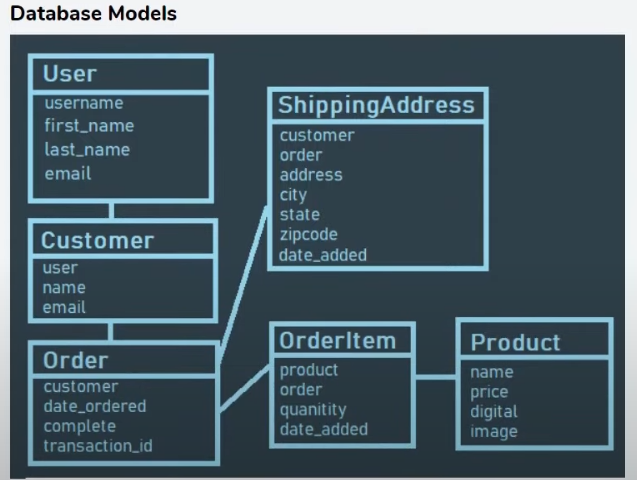 Database Models
User
username
first_name
last_name
email
Customer
user
name
email
Order
customer
date_ordered
complete
transaction_id
ShippingAddress
customer
order
address
city
state
zipcode
date_added
OrderItem
product
order
quanitity
date_added
Product
name
price
digital
image